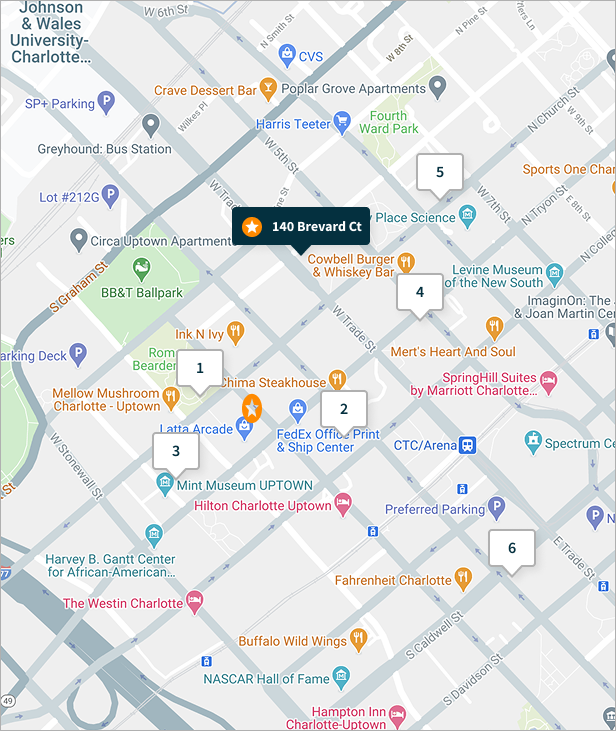 Johnson
& Wales
University-
Charlotte...
W 6th St
N Smith St
N Pine St
W 8th St
CVS
Crave Dessert Bar
Poplar Grove Apartments
SP+ Parking
Wilkes Pl
Harris Teeter
Fourth
Ward Park
N Church St
W 9th St
Greyhound: Bus Station
W 5th St
5
Sports One Char
Lot #212G
W 7th St
E 8th St
N Tryon St
140 Brevard Ct
y Place Science
ers
Circa Uptown Apartment
Cowbell Burger
& Whiskey Bar
Levine Museum
of the New South
S Graham St
BB&T Ballpark
4
ImaginOn: The
& Joan Martin Cen
Ink N Ivy
W Trade St
arking Deck
Rom
Bearden
1
Mert's Heart And Soul
Chima Steakhouse
SpringHill Suites
by Marriott Charlotte...
Mellow Mushroom
Charlotte - Uptown
2
Latta Arcade
FedEx Office Print
& Ship Center
CTC/Arena
Spectrum Ce
W Stonewall St
3
Mint Museum UPTOWN
Hilton Charlotte Uptown
Preferred Parking
N
Harvey B. Gantt Center
for African-American...
6
E Trade St
77
Fahrenheit Charlotte
The Westin Charlotte
Buffalo Wild Wings
S Caldwell St
NASCAR Hall of Fame
S Davidson St
49
Hampton Inn
Charlotte-Uptown